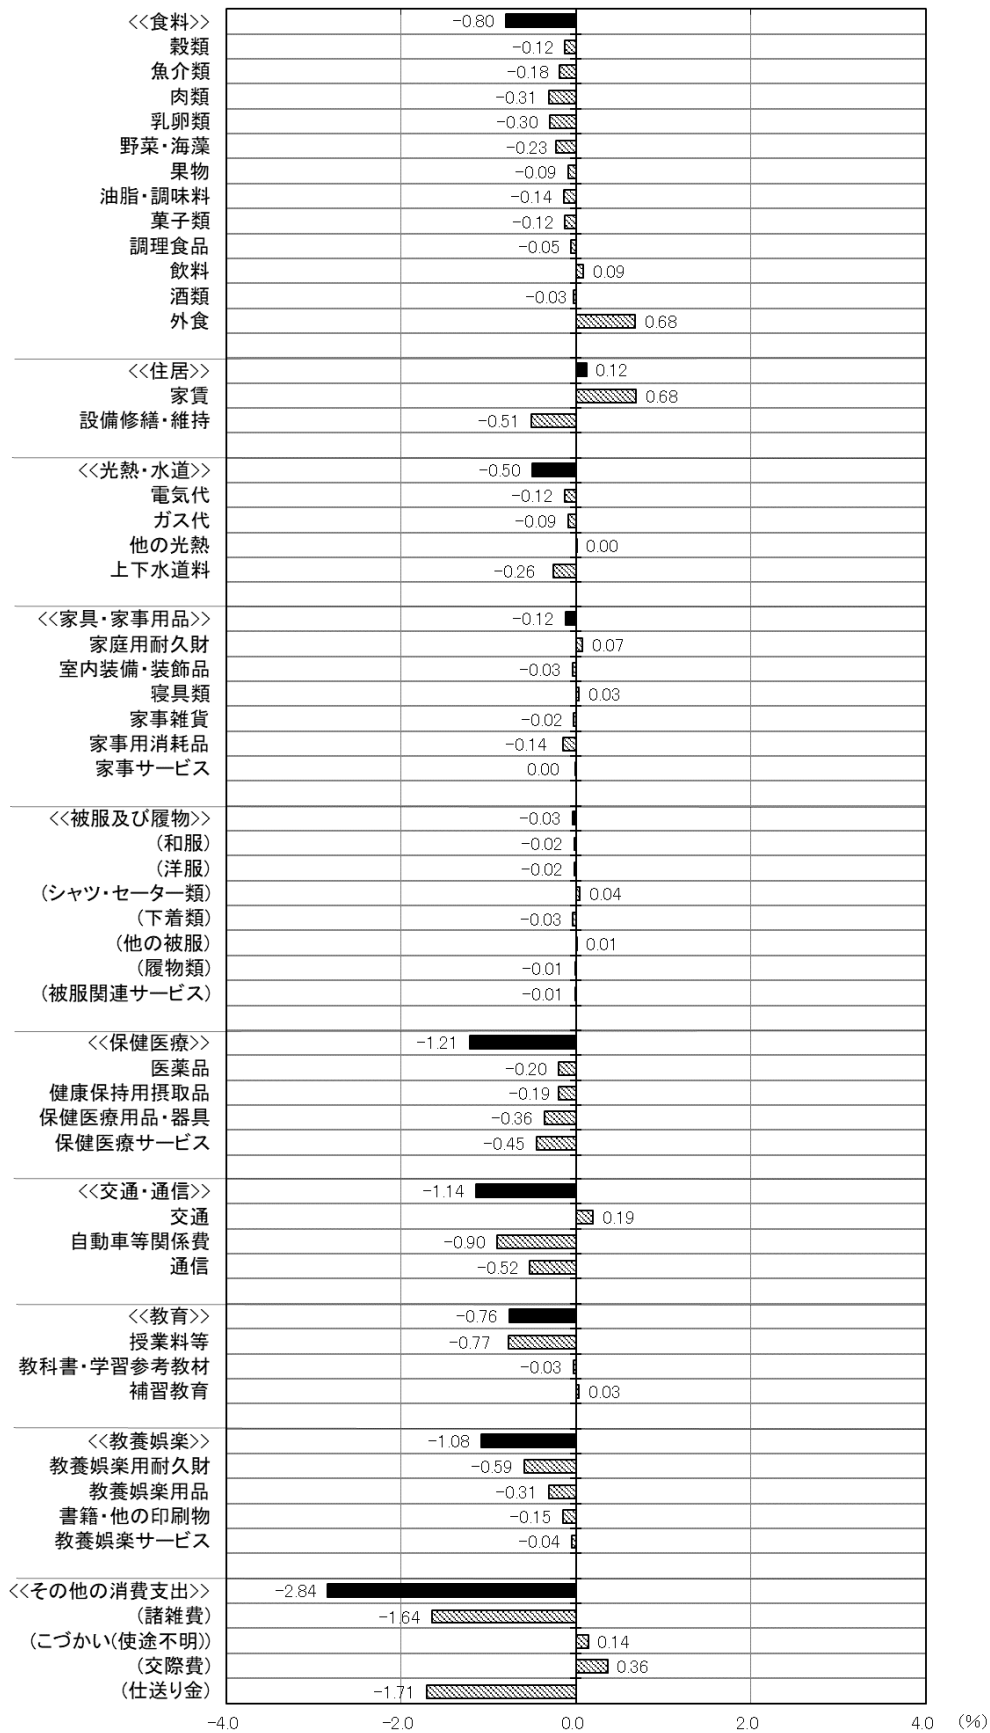 <<食料>> -0.80
穀類 -0.12
魚介類 -0.18
肉類 -0.31
乳卵類 -0.30
野菜・海藻 -0.23
果物 -0.09
油脂・調味料 -0.14
菓子類 -0.12
調理食品 -0.05
飲料 0.09
酒類 -0.03
外食 0.68
<<住居>> 0.12
家賃 0.68
設備修繕・維持 -0.51
<<光熱・水道>> -0.50
電気代 -0.12
ガス代 -0.09
他の光熱 0.00
上下水道料 -0.26
<<家具・家事用品>> -0.12
家庭用耐久財 0.07
室内装備・装飾品 -0.03
寝具類 0.03
家事雑貨 -0.02
家事用消耗品 -0.14
家事サービス 0.00
<<被服及び履物>> -0.03
(和服) -0.02
(洋服) -0.02
(シャツ・セーター類) 0.04
(下着類) -0.03
(他の被服) 0.01
(履物類) -0.01
(被服関連サービス) -0.01
<<保健医療>> -1.21
医薬品 -0.20
健康保持用摂取品 -0.19
保健医療用品・器具 -0.36
保健医療サービス -0.45
<<交通・通信>> -1.14
交通 0.19
自動車等関係費 -0.90
通信 -0.52
<<教育>> -0.76
授業料等 -0.77
教科書・学習参考教材 -0.03
補習教育 0.03
<<教養娯楽>> -1.08
教養娯楽用耐久財 -0.59
教養娯楽用品 -0.31
書籍・他の印刷物 -0.15
教養娯楽サービス -0.04
<<その他の消費支出>> -2.84
(諸雑費) -1.64
(こづかい(使途不明)) 0.14
(交際費) 0.36
(仕送り金) -1.71
-4.0 -2.0 0.0 2.0 4.0 (%)